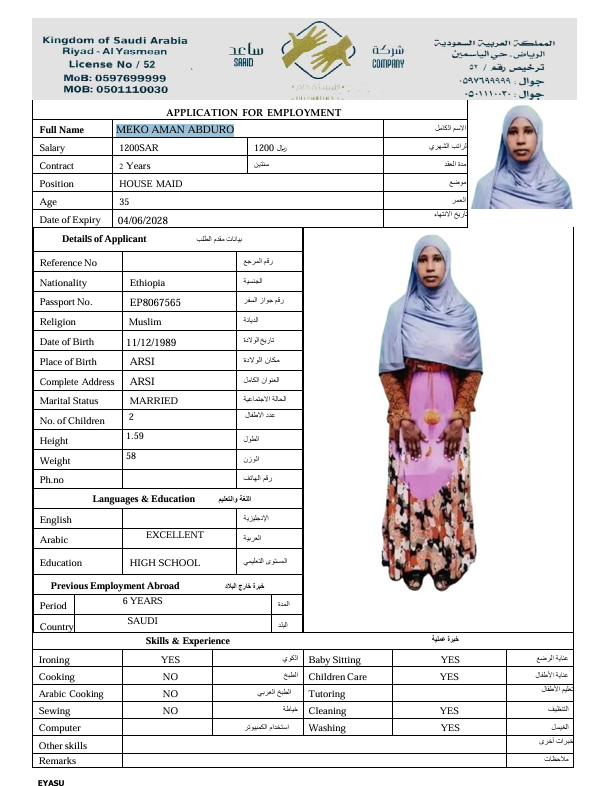 Kingdom of Saudi Arabia
Riyad - Al Yasmean
License No / 52
MoB: 0597699999
MOB: 0501110030
ساعد
SAAID
شركة
COMPANY
المملكة العربية السعودية
الرياض. حي الياسمين
ترخيص رقم / ٥٢
جوال : ٠٥٩٧٦٩٩٩٩٩
جوال : ٠٥٠١١١٠٠٣٠
APPLICATION FOR EMPLOYMENT
Full Name MEKO AMAN ABDURO الاسم الكامل
Salary 1200SAR 1200 ريال الراتب الشهري
Contract 2 Years سنتين مدة العقد
Position HOUSE MAID موضع
Age 35 العمر
Date of Expiry 04/06/2028 تاريخ الانتهاء
Details of Applicant بيانات مقدم الطلب
Reference No رقم المرجع
Nationality Ethiopia الجنسية
Passport No. EP8067565 رقم جواز السفر
Religion Muslim الديانة
Date of Birth 11/12/1989 تاريخ الولادة
Place of Birth ARSI مكان الولادة
Complete Address ARSI العنوان الكامل
Marital Status MARRIED الحالة الاجتماعية
No. of Children 2 عدد الاطفال
Height 1.59 الطول
Weight 58 الوزن
Ph.no رقم الهاتف
Languages & Education اللغة والتعليم
English الإنجليزية
Arabic EXCELLENT العربية
Education HIGH SCHOOL المستوى التعليمي
Previous Employment Abroad خبرة خارج البلاد
Period 6 YEARS المدة
Country SAUDI البلد
Skills & Experience خبرة عملية
Ironing YES الكوي Baby Sitting YES عناية الرضع
Cooking NO الطبخ Children Care YES عناية الأطفال
Arabic Cooking NO الطبخ العربي Tutoring تعليم الأطفال
Sewing NO خياطة Cleaning YES التنظيف
Computer استخدام الكمبيوتر Washing YES الغسيل
Other skills خبرات أخرى
Remarks ملاحظات
EYASU